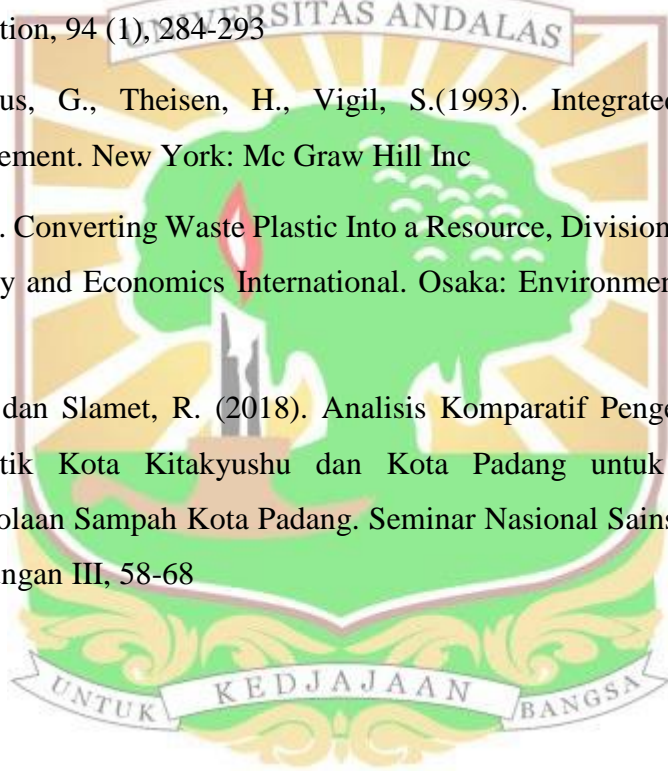 UNIVERSITAS ANDALAS
tion, 94 (1), 284-293
us, G., Theisen, H., Vigil, S.(1993). Integrated
ement. New York: Mc Graw Hill Inc
. Converting Waste Plastic Into a Resource, Division
y and Economics International. Osaka: Environmen
dan Slamet, R. (2018). Analisis Komparatif Penge
tik Kota Kitakyushu dan Kota Padang untuk
olaan Sampah Kota Padang. Seminar Nasional Sains
ngan III, 58-68
UNTUK KEDJAJAAN BANGSA